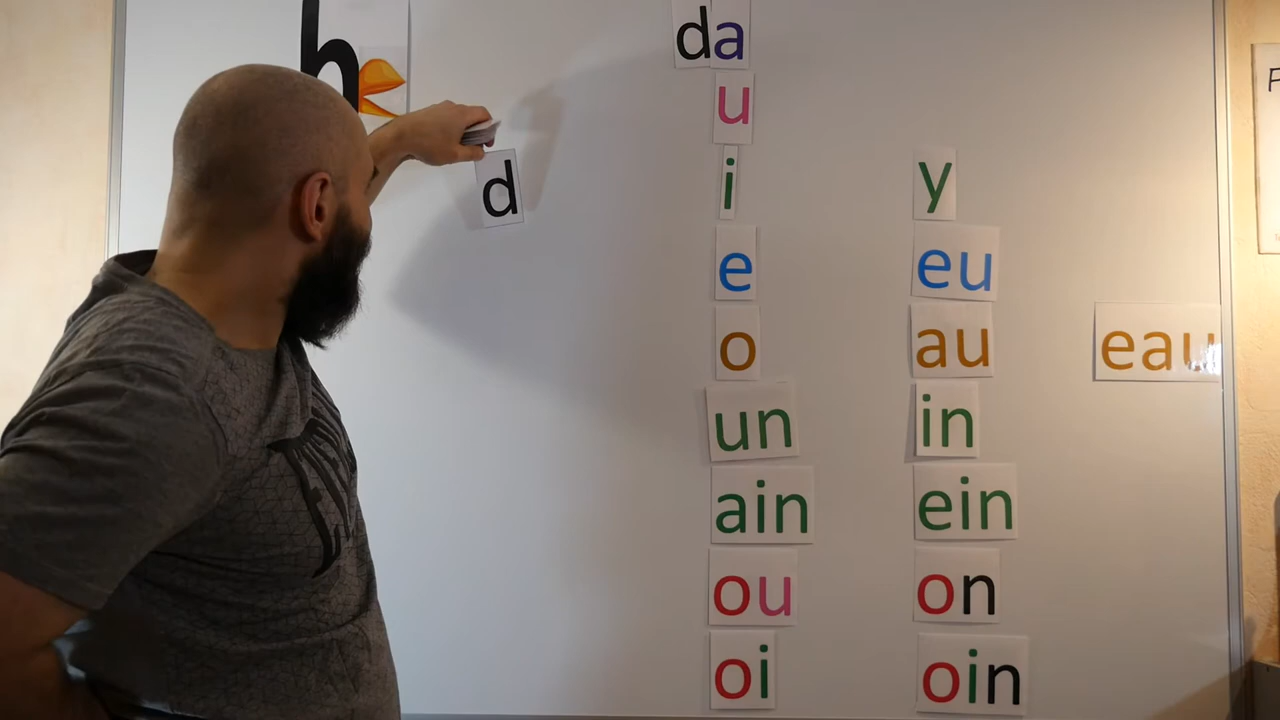 h
d
da
u
i y
e eu
o au eau
un in
ain ein
ou on
oi oin
F